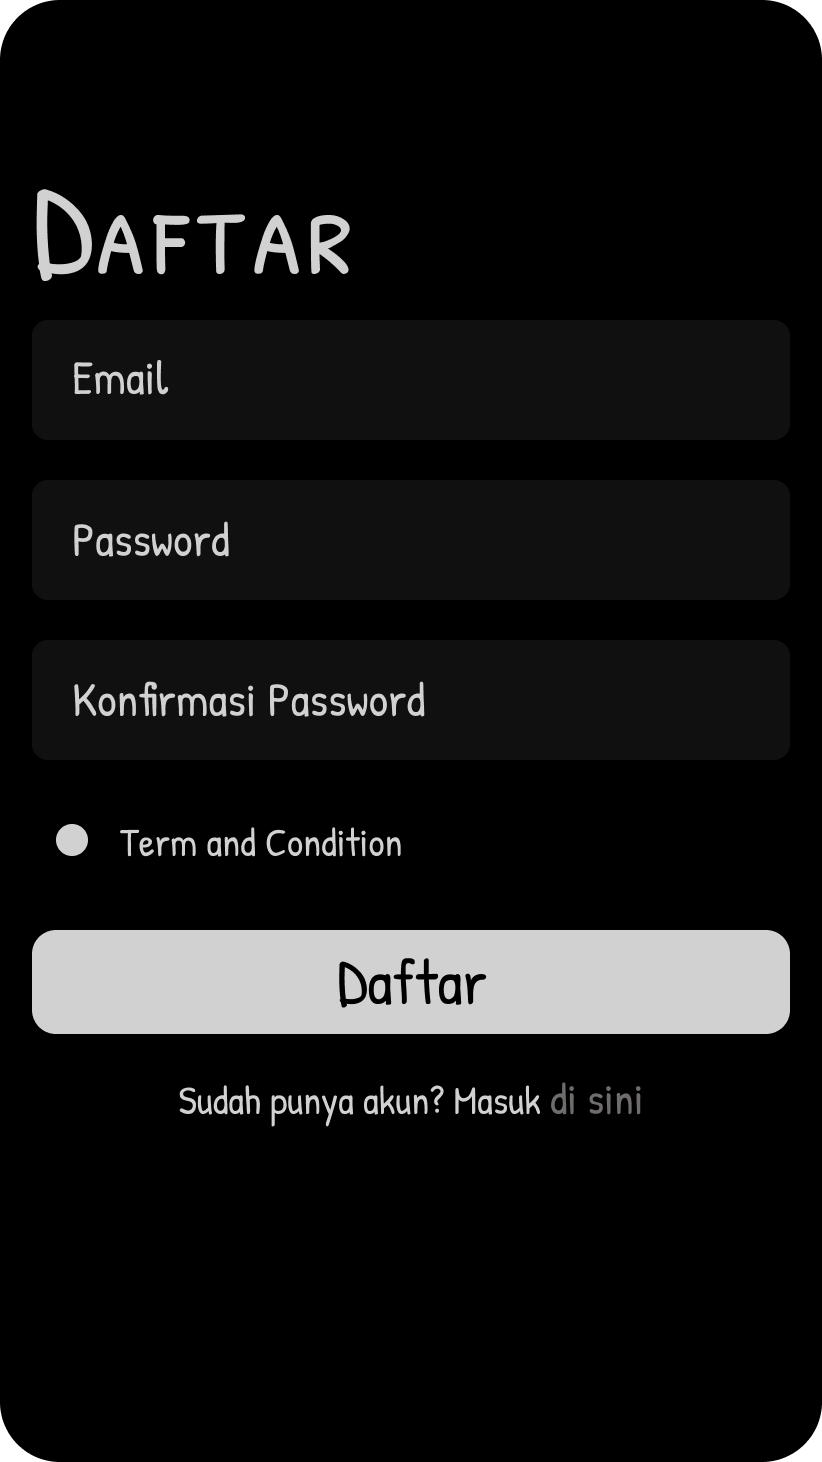 Daftar
Email
Password
Konfirmasi Password
Term and Condition
Daftar
Sudah punya akun? Masuk di sini